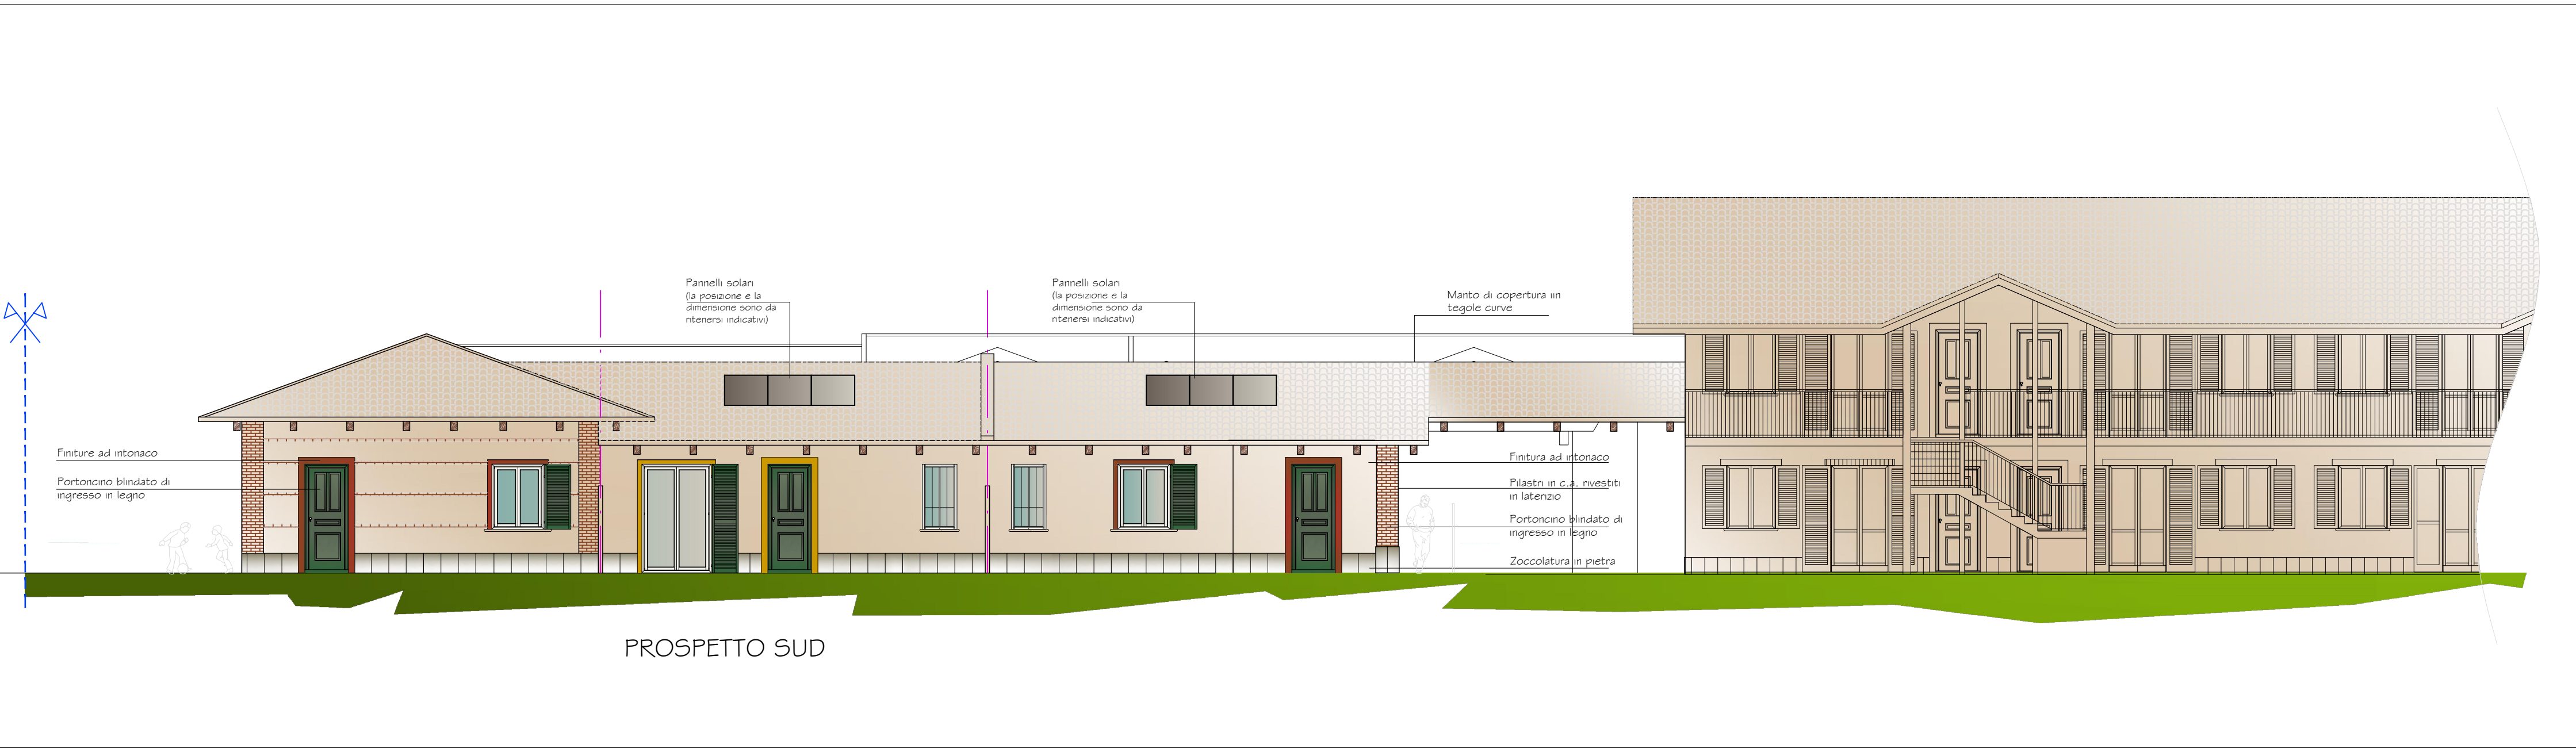 Pannelli solari
(la posizione e la
dimensione sono da
ritenersi indicativi)
Pannelli solari
(la posizione e la
dimensione sono da
ritenersi indicativi)
Manto di copertura iin
tegole curve
Finiture ad intonaco
Portoncino blindato di
ingresso in legno
Finitura ad intonaco
Pilastri in c.a. rivestiti
in laterizio
Portoncino blindato di
ingresso in legno
Zoccolatura in pietra
PROSPETTO SUD